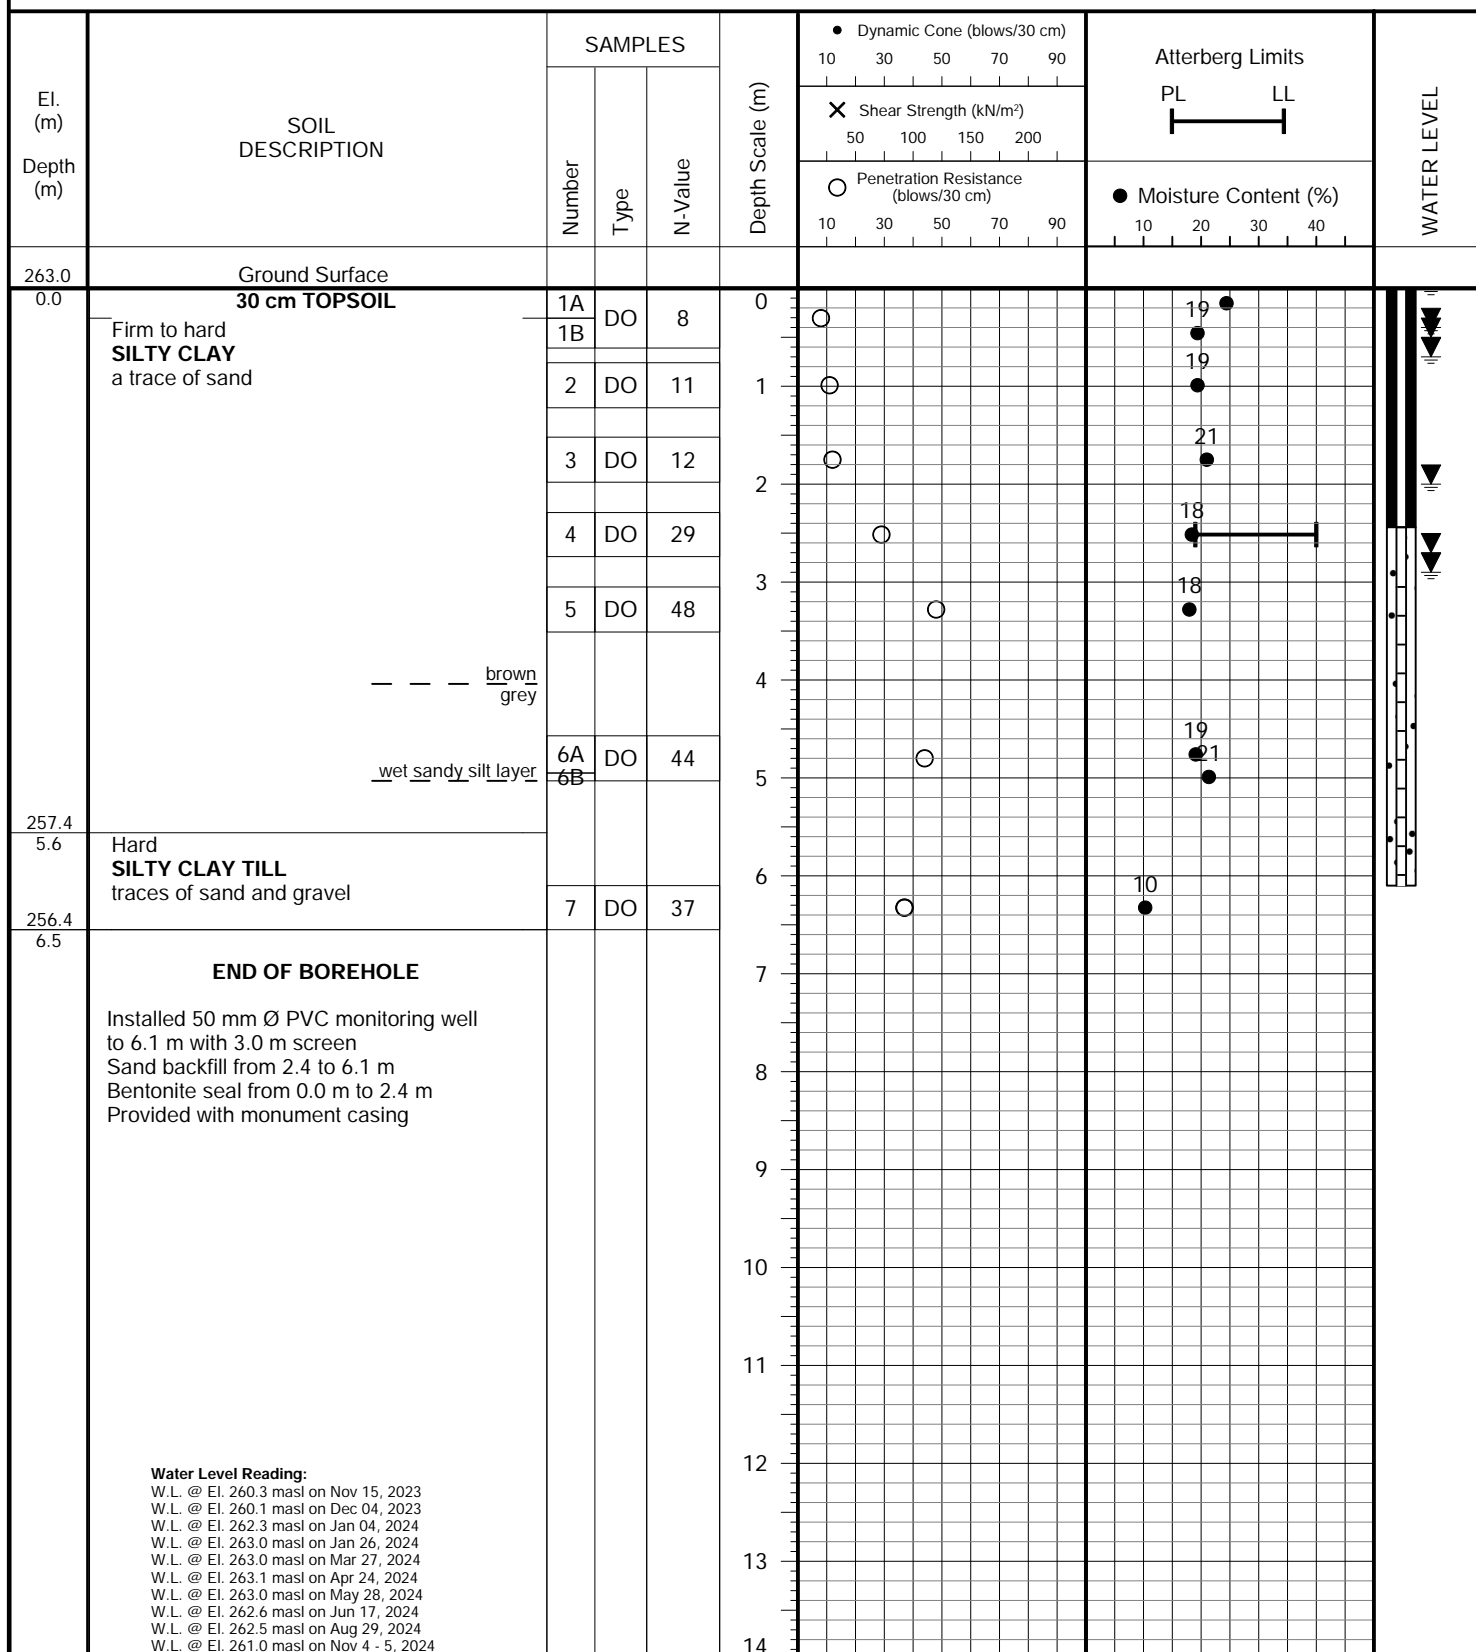 El.
(m)
Depth
(m)
SOIL
DESCRIPTION
SAMPLES
Number
Type
N-Value
Depth Scale (m)
Dynamic Cone (blows/30 cm)
10 30 50 70 90
Shear Strength (kN/m²)
50 100 150 200
Penetration Resistance
(blows/30 cm)
10 30 50 70 90
Atterberg Limits
PL LL
Moisture Content (%)
10 20 30 40
WATER LEVEL
263.0 Ground Surface
0.0 30 cm TOPSOIL 1A DO 8 0
19
Firm to hard 1B
SILTY CLAY
19
a trace of sand 2 DO 11 1
21
3 DO 12
2
18
4 DO 29
3
18
5 DO 48
brown 4
grey
19
6A DO 44 21
wet sandy silt layer 6B 5
257.4
5.6 Hard
SILTY CLAY TILL
traces of sand and gravel 6
10
7 DO 37
256.4
6.5
END OF BOREHOLE 7
Installed 50 mm Ø PVC monitoring well
to 6.1 m with 3.0 m screen
Sand backfill from 2.4 to 6.1 m 8
Bentonite seal from 0.0 m to 2.4 m
Provided with monument casing
9
10
11
12
Water Level Reading:
W.L. @ El. 260.3 masl on Nov 15, 2023
W.L. @ El. 260.1 masl on Dec 04, 2023
W.L. @ El. 262.3 masl on Jan 04, 2024
W.L. @ El. 263.0 masl on Jan 26, 2024
W.L. @ El. 263.0 masl on Mar 27, 2024 13
W.L. @ El. 263.1 masl on Apr 24, 2024
W.L. @ El. 263.0 masl on May 28, 2024
W.L. @ El. 262.6 masl on Jun 17, 2024
W.L. @ El. 262.5 masl on Aug 29, 2024
W.L. @ El. 261.0 masl on Nov 4 - 5, 2024 14